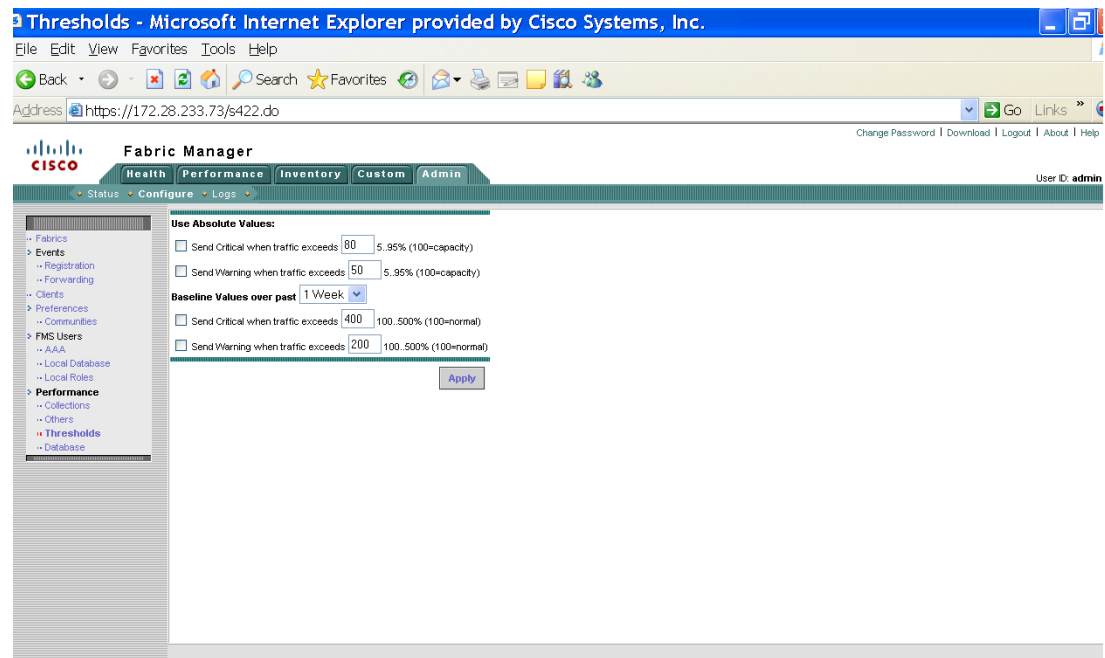 Thresholds - Microsoft Internet Explorer provided by Cisco Systems, Inc.
File Edit View Favorites Tools Help
Back Search Favorites
Address https://172.28.233.73/s422.do Go Links »
Change Password | Download | Logout | About | Help
CISCO Fabric Manager
Health Performance Inventory Custom Admin
User ID: admin
Status Configure Logs
Fabrics
Events
Registration
Forwarding
Clients
Preferences
Communities
FMS Users
AAA
Local Database
Local Roles
Performance
Collections
Others
Thresholds
Database
Use Absolute Values:
Send Critical when traffic exceeds 80 5..95% (100=capacity)
Send Warning when traffic exceeds 50 5..95% (100=capacity)
Baseline Values over past 1 Week
Send Critical when traffic exceeds 400 100..500% (100=normal)
Send Warning when traffic exceeds 200 100..500% (100=normal)
Apply